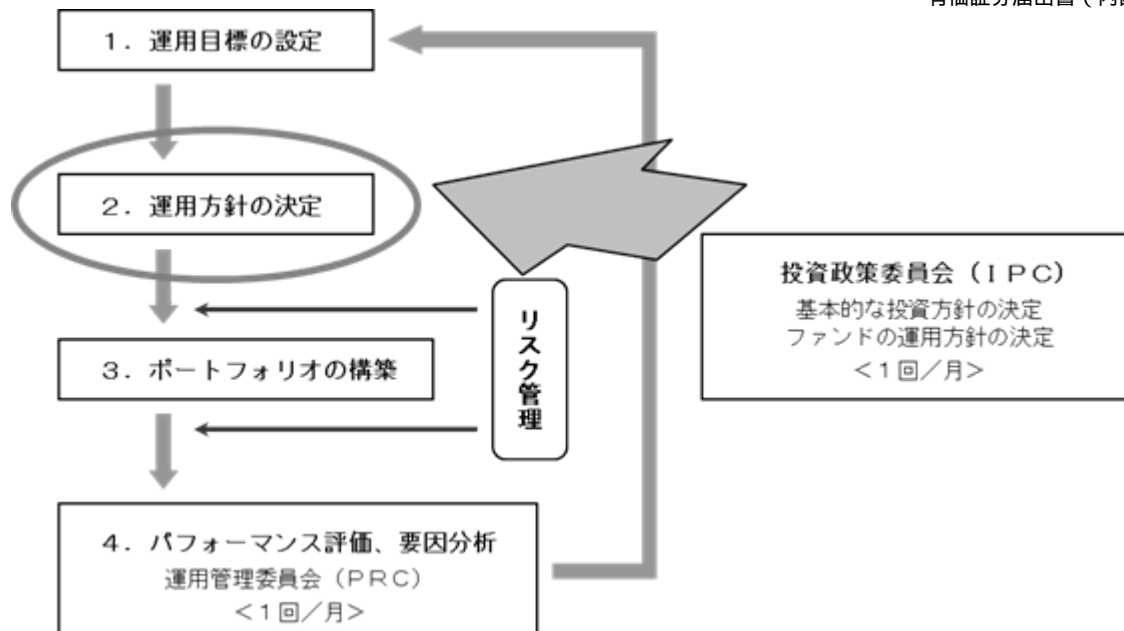 有価証券届出書(内
1．運用目標の設定
2．運用方針の決定
投資政策委員会（ＩＰＣ）
基本的な投資方針の決定
ファンドの運用方針の決定
＜１回／月＞
リスク管理
3．ポートフォリオの構築
4．パフォーマンス評価、要因分析
運用管理委員会（ＰＲＣ）
＜１回／月＞